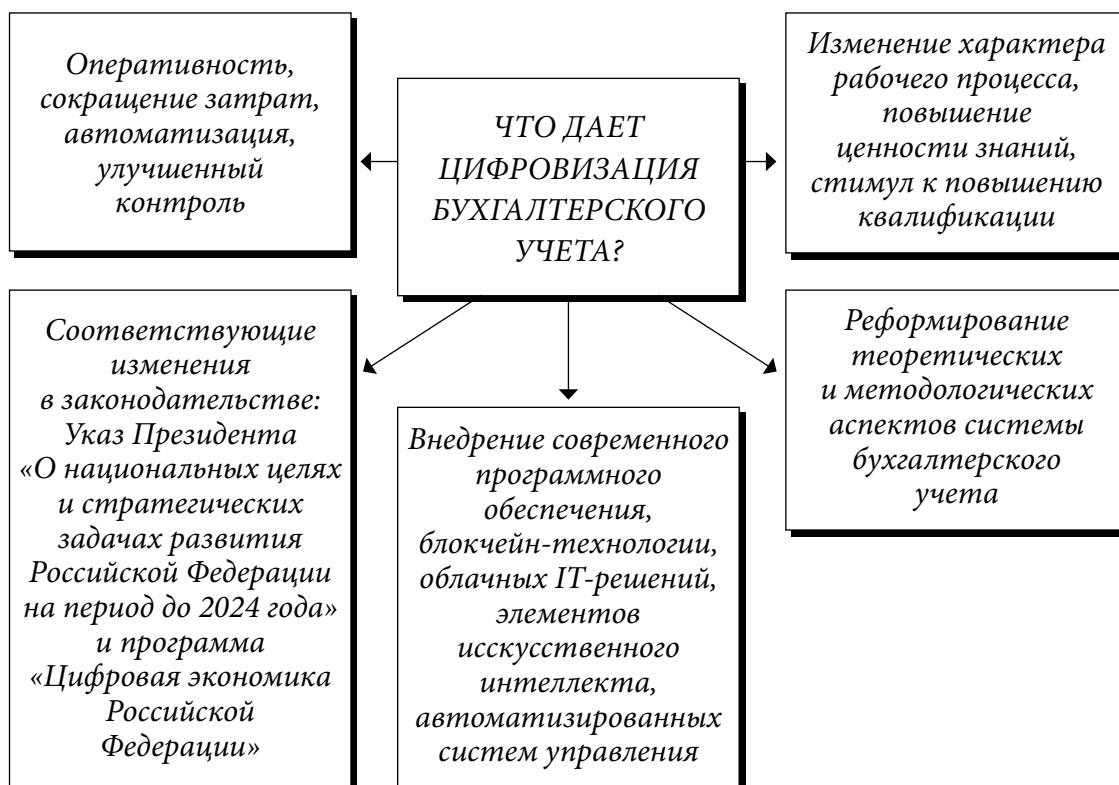 Оперативность,
сокращение затрат,
автоматизация,
улучшенный
контроль
ЧТО ДАЕТ
ЦИФРОВИЗАЦИЯ
БУХГАЛТЕРСКОГО
УЧЕТА?
Изменение характера
рабочего процесса,
повышение
ценности знаний,
стимул к повышению
квалификации
Соответствующие
изменения
в законодательстве:
Указ Президента
«О национальных целях
и стратегических
задачах развития
Российской Федерации
на период до 2024 года»
и программа
«Цифровая экономика
Российской
Федерации»
Внедрение современного
программного
обеспечения,
блокчейн-технологии,
облачных IT-решений,
элементов
исскусственного
интеллекта,
автоматизированных
систем управления
Реформирование
теоретических
и методологических
аспектов системы
бухгалтерского
учета